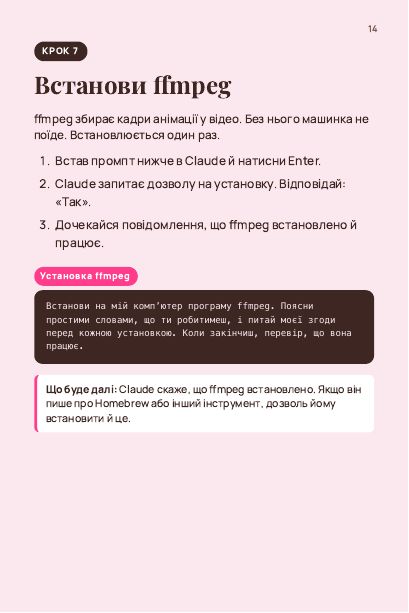 14
КРОК 7
Встанови ffmpeg
ffmpeg збирає кадри анімації у відео. Без нього машинка не
поїде. Встановлюється один раз.
1. Встав промпт нижче в Claude й натисни Enter.
2. Claude запитає дозволу на установку. Відповідай:
«Так».
3. Дочекайся повідомлення, що ffmpeg встановлено й
працює.
Установка ffmpeg
Встанови на мій комп’ютер програму ffmpeg. Поясни
простими словами, що ти робитимеш, і питай моєї згоди
перед кожною установкою. Коли закінчиш, перевір, що вона
працює.
Що буде далі: Claude скаже, що ffmpeg встановлено. Якщо він
пише про Homebrew або інший інструмент, дозволь йому
встановити й це.